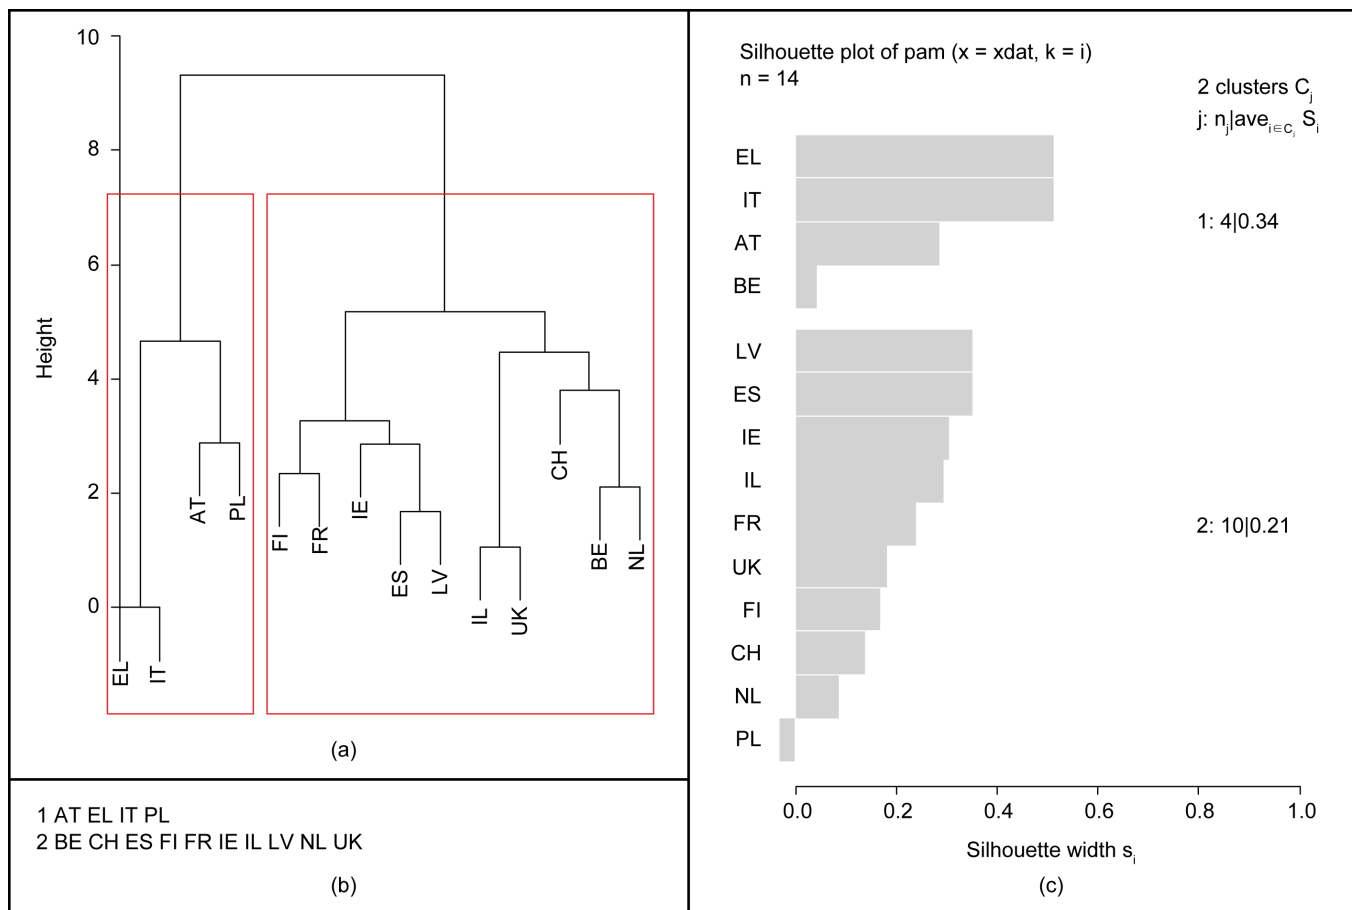 10
8
6
4
2
0
Height
EL
IT
AT
PL
FI
FR
IE
ES
LV
IL
UK
CH
BE
NL
(a)
1 AT EL IT PL
2 BE CH ES FI FR IE IL LV NL UK
(b)
Silhouette plot of pam (x = xdat, k = i)
n = 14
2 clusters Cj
j: nj|avei∈Ci Si
EL
IT
AT
BE
1: 4|0.34
LV
ES
IE
IL
FR
UK
FI
CH
NL
PL
2: 10|0.21
0.0 0.2 0.4 0.6 0.8 1.0
Silhouette width si
(c)